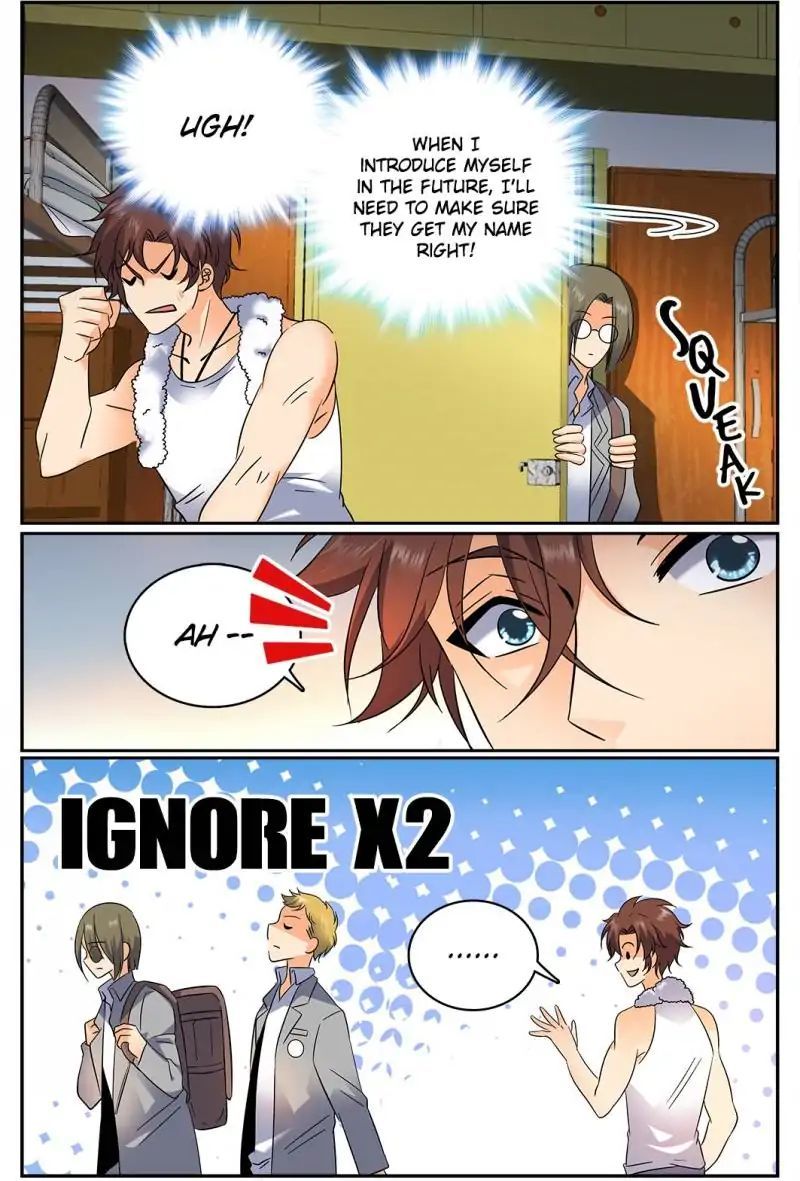 UGH!
WHEN I
INTRODUCE MYSELF
IN THE FUTURE, I'LL
NEED TO MAKE SURE
THEY GET MY NAME
RIGHT!
SQUEAK
AH --
IGNORE X2
......